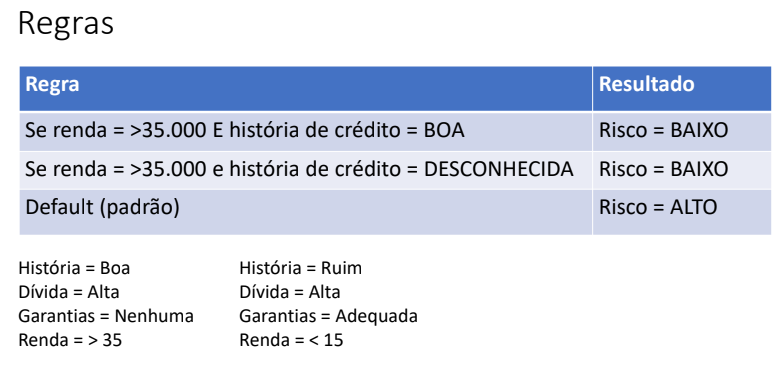 Regras
Regra Resultado
Se renda = >35.000 E história de crédito = BOA Risco = BAIXO
Se renda = >35.000 e história de crédito = DESCONHECIDA Risco = BAIXO
Default (padrão) Risco = ALTO
História = Boa História = Ruim
Dívida = Alta Dívida = Alta
Garantias = Nenhuma Garantias = Adequada
Renda = > 35 Renda = < 15